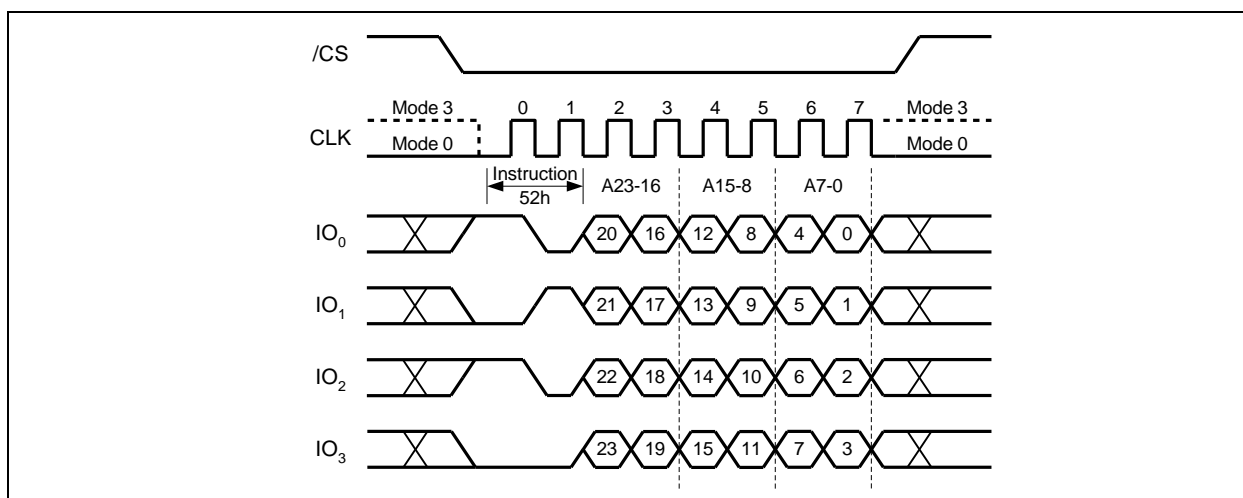 /CS
Mode 3 0 1 2 3 4 5 6 7 Mode 3
CLK
Mode 0 Mode 0
Instruction
52h
A23-16 A15-8 A7-0
IO0 20 16 12 8 4 0
IO1 21 17 13 9 5 1
IO2 22 18 14 10 6 2
IO3 23 19 15 11 7 3